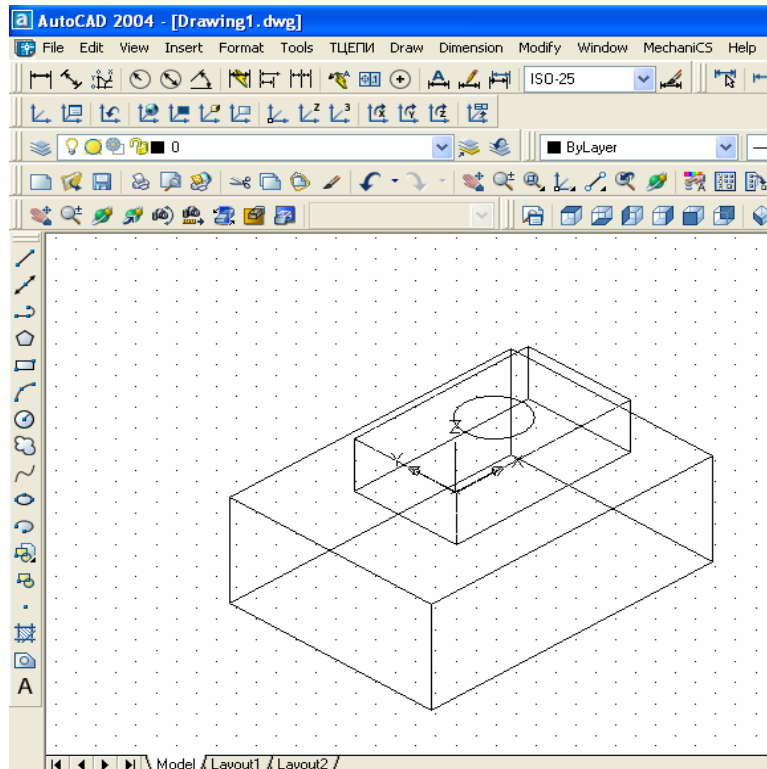 AutoCAD 2004 - [Drawing1.dwg]
File Edit View Insert Format Tools ТЦЕПИ Draw Dimension Modify Window MechaniCS Help
ISO-25
0 ByLayer
Z
Y X
A
Model Layout1 Layout2